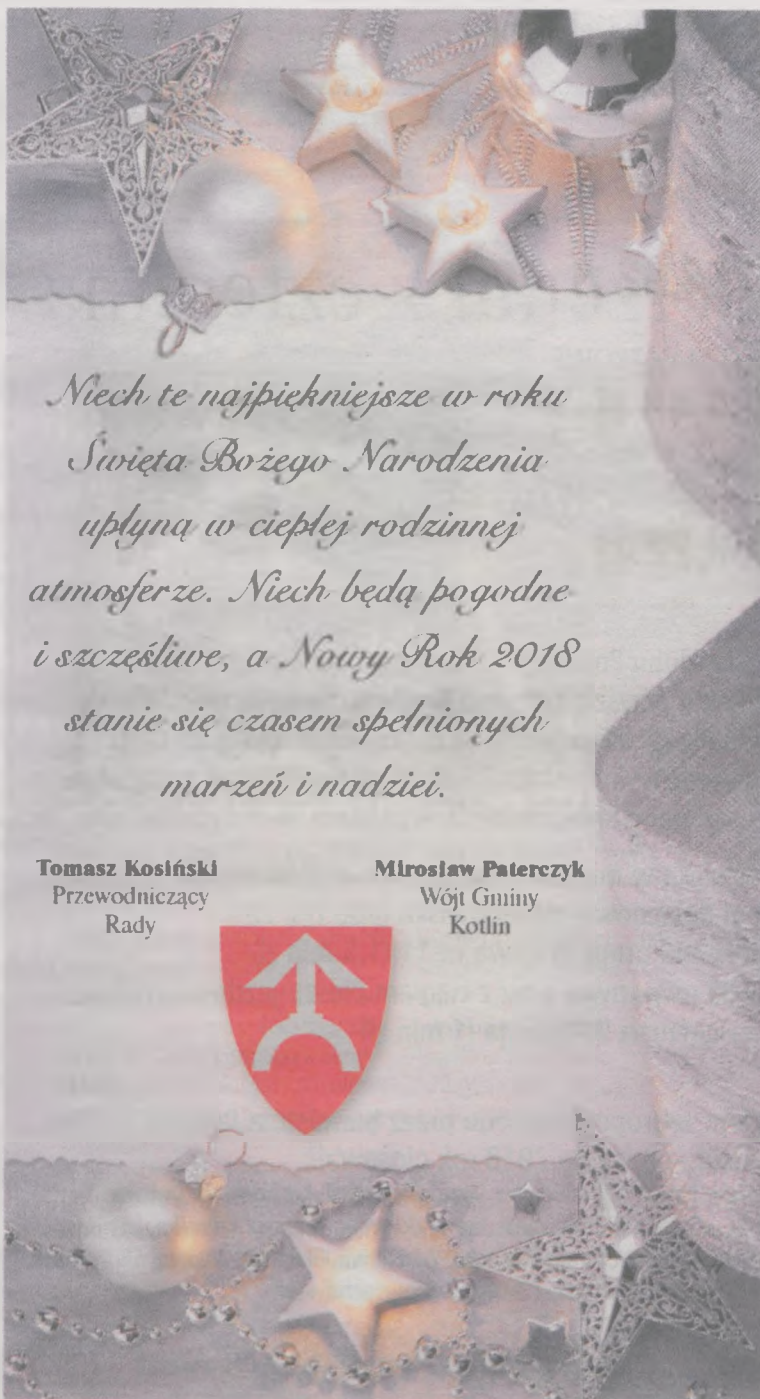 Niech te najpiękniejsze w roku
Święta Bożego Narodzenia
upłyną w ciepłej rodzinnej
atmosferze. Niech będą pogodne
i szczęśliwe, a Nowy Rok 2018
stanie się czasem spełnionych
marzeń i nadziei.
Tomasz Kosiński
Przewodniczący
Rady
Mirosław Paterczyk
Wójt Gminy
Kotlin